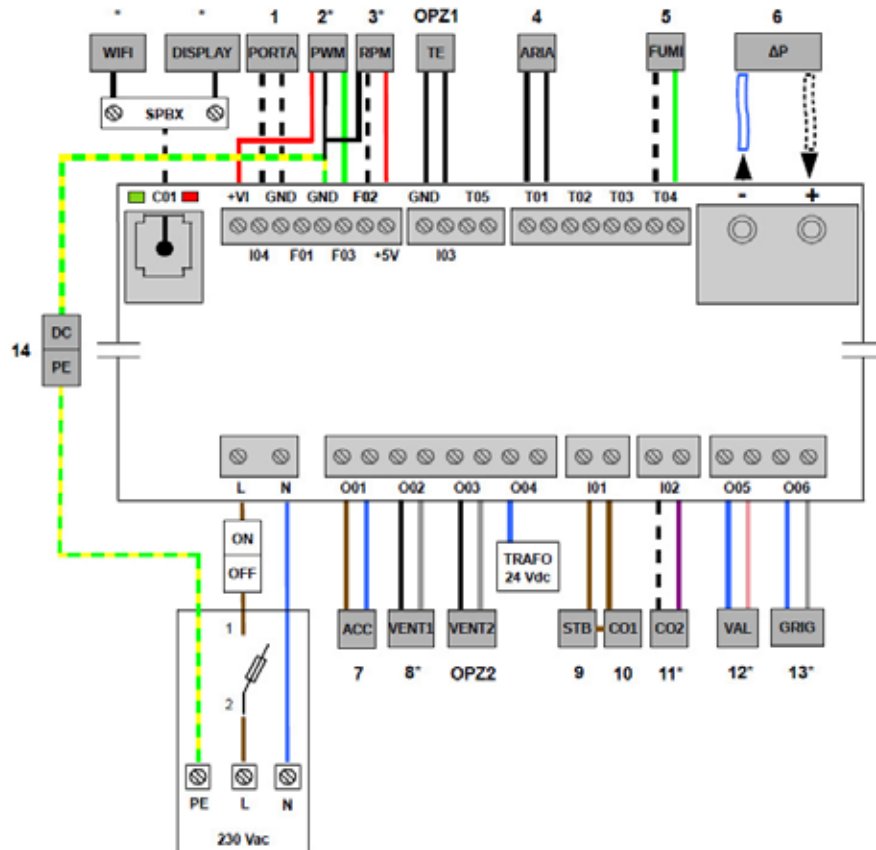 * * 1 2* 3* OPZ1 4 5 6
WIFI DISPLAY PORTA PWM RPM TE ARIA FUMI ΔP
SPBX
C01 +VI GND GND F02 GND T05 T01 T02 T03 T04 - +
I04 F01 F03 +5V I03
DC
14
PE
L N O01 O02 O03 O04 I01 I02 O05 O06
ON
OFF
TRAFO
24 Vdc
1
ACC VENT1 VENT2 STB CO1 CO2 VAL GRIG
7 8* OPZ2 9 10 11* 12* 13*
2
PE L N
230 Vac